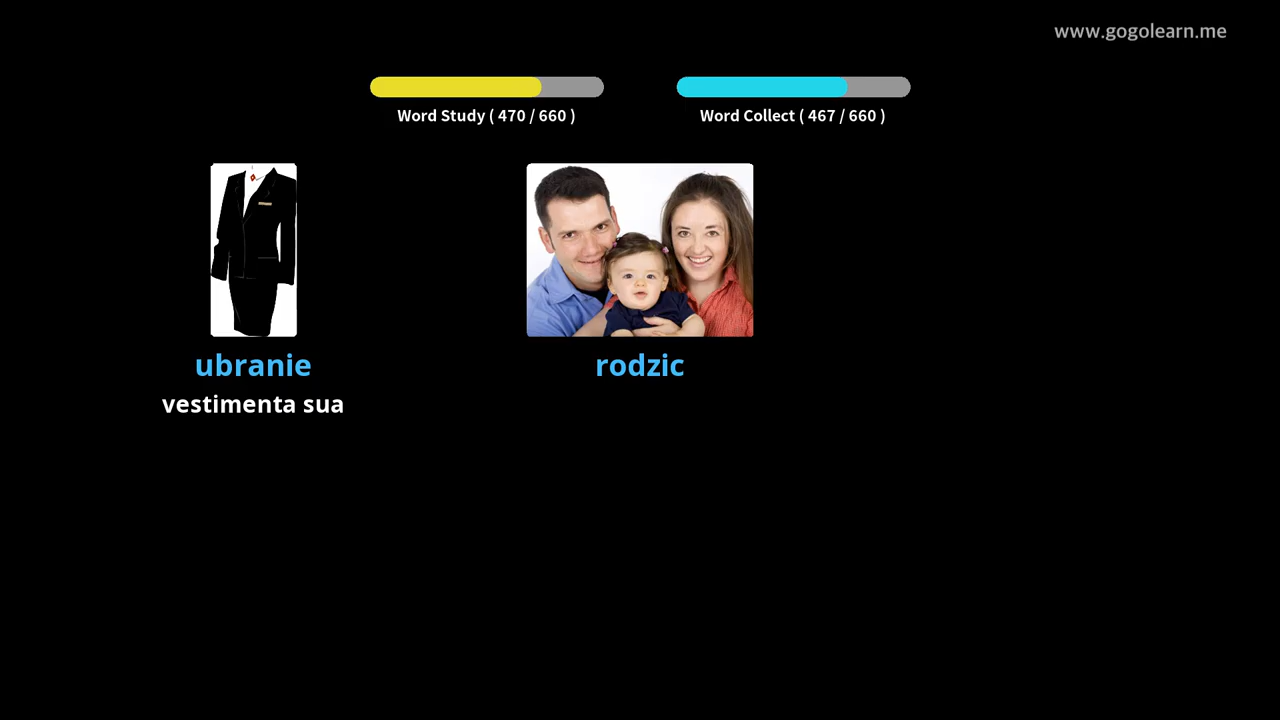 www.gogolearn.me
Word Study ( 470 / 660 )
Word Collect ( 467 / 660 )
ubranie
rodzic
vestimenta sua